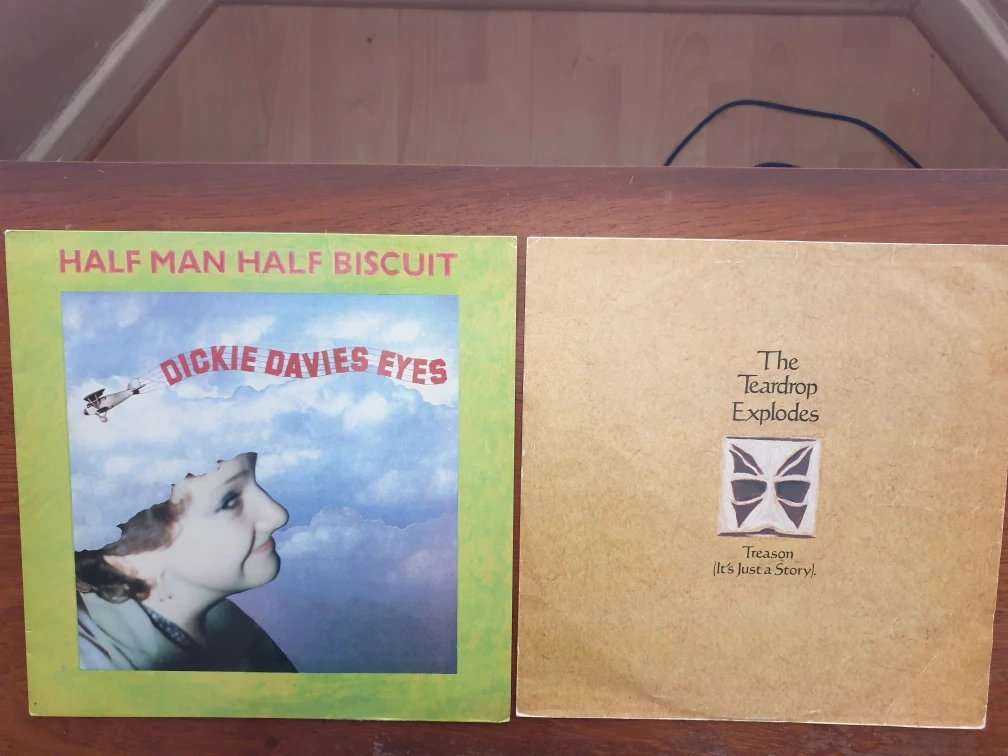 HALF MAN HALF BISCUIT
DICKIE DAVIES EYES
The
Teardrop
Explodes
Treason
(It's Just a Story).